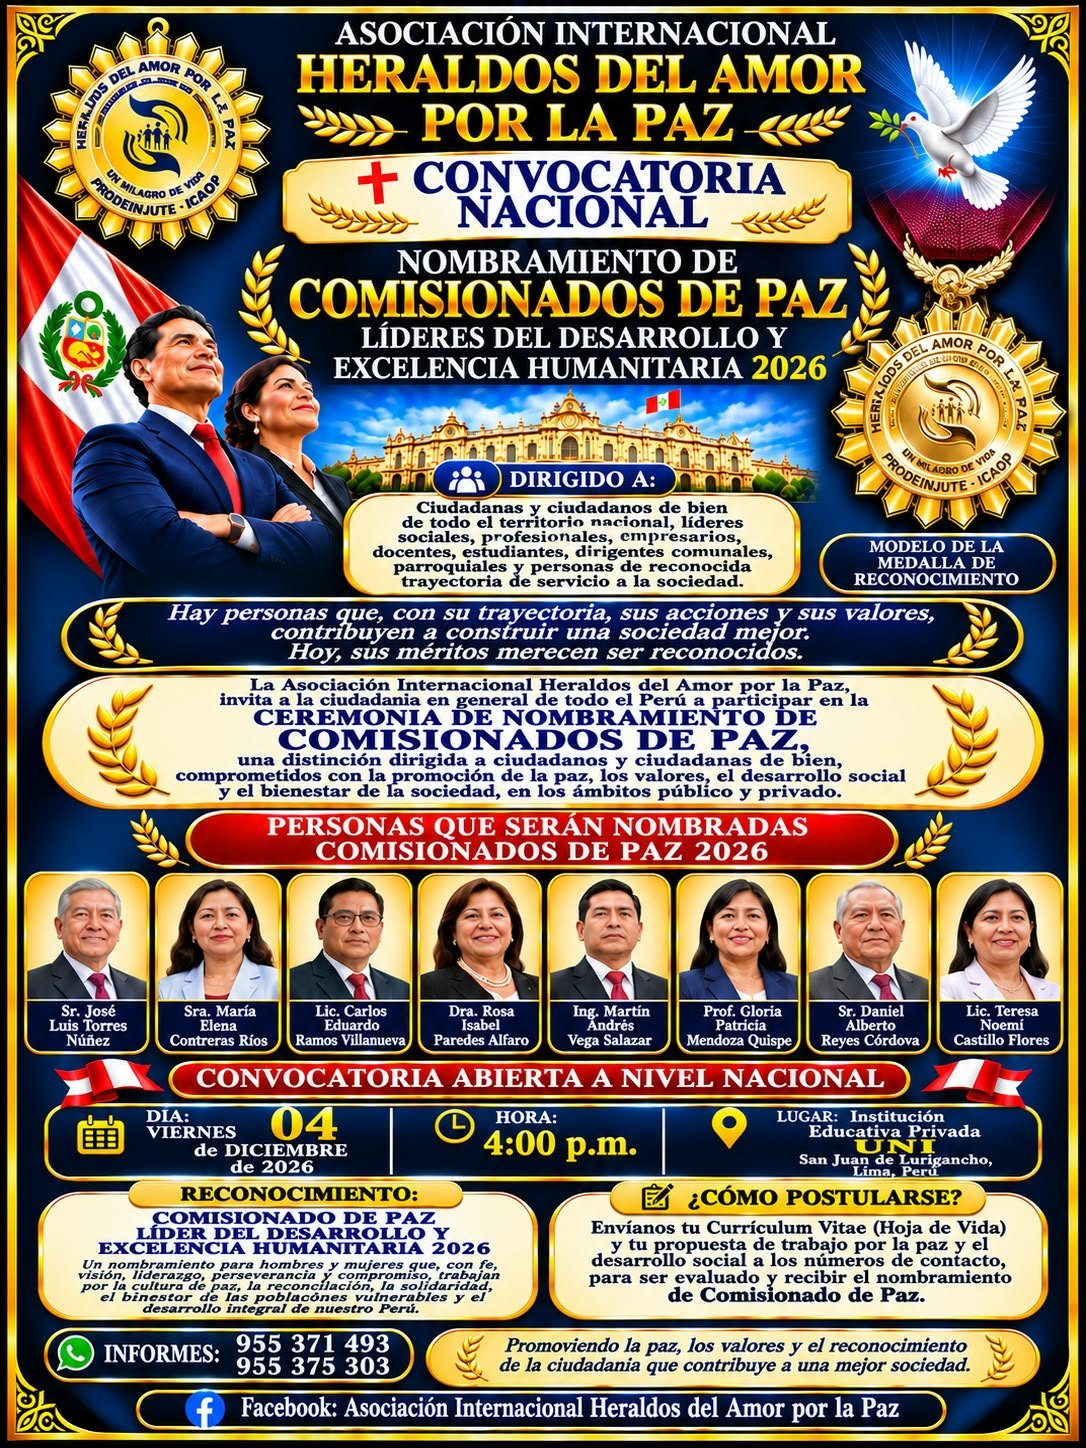 ASOCIACIÓN INTERNACIONAL
HERALDOS DEL AMOR
POR LA PAZ
HERALDOS DEL AMOR POR LA PAZ
UN MILAGRO DE VIDA
PRODEINJUTE - ICAOP
CONVOCATORIA
NACIONAL
NOMBRAMIENTO DE
COMISIONADOS DE PAZ
LÍDERES DEL DESARROLLO Y
EXCELENCIA HUMANITARIA 2026
HERALDOS DEL AMOR POR LA PAZ
UN MILAGRO DE VIDA
PRODEINJUTE - ICAOP
MODELO DE LA
MEDALLA DE
RECONOCIMIENTO
DIRIGIDO A:
Ciudadanas y ciudadanos de bien
de todo el territorio nacional, líderes
sociales, profesionales, empresarios,
docentes, estudiantes, dirigentes comunales,
parroquiales y personas de reconocida
trayectoria de servicio a la sociedad.
Hay personas que, con su trayectoria, sus acciones y sus valores,
contribuyen a construir una sociedad mejor.
Hoy, sus méritos merecen ser reconocidos.
La Asociación Internacional Heraldos del Amor por la Paz,
invita a la ciudadania en general de todo el Perú a participar en la
CEREMONIA DE NOMBRAMIENTO DE
COMISIONADOS DE PAZ,
una distinción dirigida a ciudadanos y ciudadanas de bien,
comprometidos con la promoción de la paz, los valores, el desarrollo social
y el bienestar de la sociedad, en los ámbitos público y privado.
PERSONAS QUE SERÁN NOMBRADAS
COMISIONADOS DE PAZ 2026
Sr. José
Luis Torres
Núñez
Sra. María
Elena
Contreras Ríos
Lic. Carlos
Eduardo
Ramos Villanueva
Dra. Rosa
Isabel
Paredes Alfaro
Ing. Martín
Andrés
Vega Salazar
Prof. Gloria
Patricia
Mendoza Quispe
Sr. Daniel
Alberto
Reyes Córdova
Lic. Teresa
Noemí
Castillo Flores
CONVOCATORIA ABIERTA A NIVEL NACIONAL
DÍA:
VIERNES 04
de DICIEMBRE
de 2026
HORA:
4:00 p.m.
LUGAR: Institución
Educativa Privada
UNI
San Juan de Lurigancho,
Lima, Perú
RECONOCIMIENTO:
COMISIONADO DE PAZ
LÍDER DEL DESARROLLO Y
EXCELENCIA HUMANITARIA 2026
Un nombramiento para hombres y mujeres que, con fe,
visión, liderazgo, perseverancia y compromiso, trabajan
por la cultura de paz, la reconcilación, la solidaridad,
el binestar de las poblacónes vulnerables y el
desarrollo integral de nuestro Perú.
¿CÓMO POSTULARSE?
Envíanos tu Currículum Vitae (Hoja de Vida)
y tu propuesta de trabajo por la paz y el
desarrollo social a los números de contacto,
para ser evaluado y recibir el nombramiento
de Comisionado de Paz.
INFORMES: 955 371 493
955 375 303
Promoviendo la paz, los valores y el reconocimiento
de la ciudadanía que contribuye a una mejor sociedad.
Facebook: Asociación Internacional Heraldos del Amor por la Paz